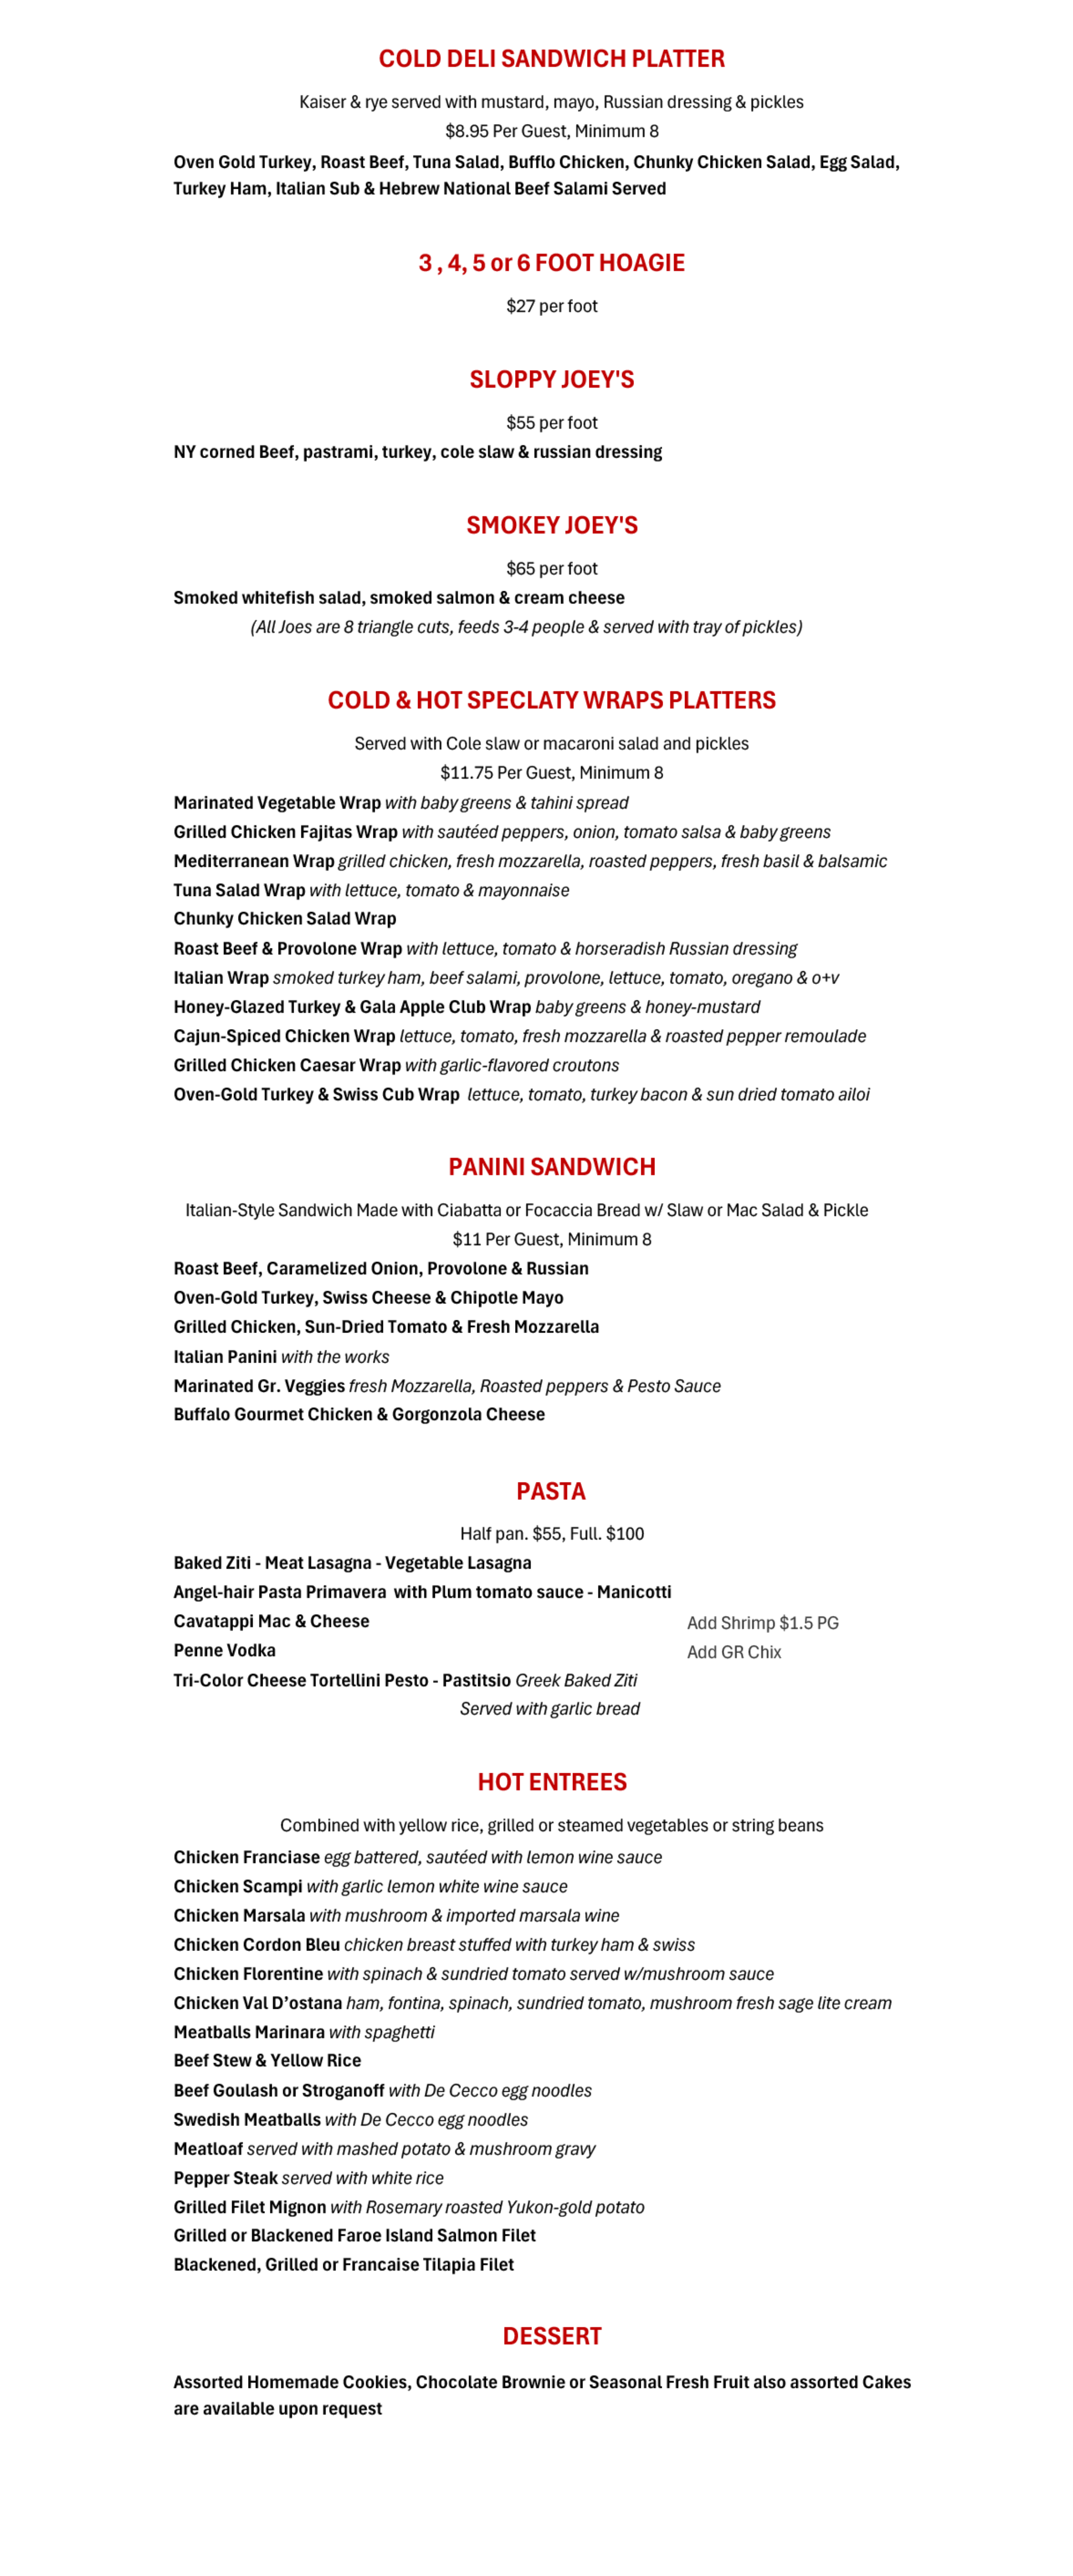 COLD DELI SANDWICH PLATTER
Kaiser & rye served with mustard, mayo, Russian dressing & pickles
$8.95 Per Guest, Minimum 8
Oven Gold Turkey, Roast Beef, Tuna Salad, Bufflo Chicken, Chunky Chicken Salad, Egg Salad,
Turkey Ham, Italian Sub & Hebrew National Beef Salami Served
3 , 4, 5 or 6 FOOT HOAGIE
$27 per foot
SLOPPY JOEY'S
$55 per foot
NY corned Beef, pastrami, turkey, cole slaw & russian dressing
SMOKEY JOEY'S
$65 per foot
Smoked whitefish salad, smoked salmon & cream cheese
(All Joes are 8 triangle cuts, feeds 3-4 people & served with tray of pickles)
COLD & HOT SPECLATY WRAPS PLATTERS
Served with Cole slaw or macaroni salad and pickles
$11.75 Per Guest, Minimum 8
Marinated Vegetable Wrap with baby greens & tahini spread
Grilled Chicken Fajitas Wrap with sautéed peppers, onion, tomato salsa & baby greens
Mediterranean Wrap grilled chicken, fresh mozzarella, roasted peppers, fresh basil & balsamic
Tuna Salad Wrap with lettuce, tomato & mayonnaise
Chunky Chicken Salad Wrap
Roast Beef & Provolone Wrap with lettuce, tomato & horseradish Russian dressing
Italian Wrap smoked turkey ham, beef salami, provolone, lettuce, tomato, oregano & o+v
Honey-Glazed Turkey & Gala Apple Club Wrap baby greens & honey-mustard
Cajun-Spiced Chicken Wrap lettuce, tomato, fresh mozzarella & roasted pepper remoulade
Grilled Chicken Caesar Wrap with garlic-flavored croutons
Oven-Gold Turkey & Swiss Cub Wrap lettuce, tomato, turkey bacon & sun dried tomato ailoi
PANINI SANDWICH
Italian-Style Sandwich Made with Ciabatta or Focaccia Bread w/ Slaw or Mac Salad & Pickle
$11 Per Guest, Minimum 8
Roast Beef, Caramelized Onion, Provolone & Russian
Oven-Gold Turkey, Swiss Cheese & Chipotle Mayo
Grilled Chicken, Sun-Dried Tomato & Fresh Mozzarella
Italian Panini with the works
Marinated Gr. Veggies fresh Mozzarella, Roasted peppers & Pesto Sauce
Buffalo Gourmet Chicken & Gorgonzola Cheese
PASTA
Half pan. $55, Full. $100
Baked Ziti - Meat Lasagna - Vegetable Lasagna
Angel-hair Pasta Primavera with Plum tomato sauce - Manicotti
Cavatappi Mac & Cheese Add Shrimp $1.5 PG
Penne Vodka Add GR Chix
Tri-Color Cheese Tortellini Pesto - Pastitsio Greek Baked Ziti
Served with garlic bread
HOT ENTREES
Combined with yellow rice, grilled or steamed vegetables or string beans
Chicken Franciase egg battered, sautéed with lemon wine sauce
Chicken Scampi with garlic lemon white wine sauce
Chicken Marsala with mushroom & imported marsala wine
Chicken Cordon Bleu chicken breast stuffed with turkey ham & swiss
Chicken Florentine with spinach & sundried tomato served w/mushroom sauce
Chicken Val D’ostana ham, fontina, spinach, sundried tomato, mushroom fresh sage lite cream
Meatballs Marinara with spaghetti
Beef Stew & Yellow Rice
Beef Goulash or Stroganoff with De Cecco egg noodles
Swedish Meatballs with De Cecco egg noodles
Meatloaf served with mashed potato & mushroom gravy
Pepper Steak served with white rice
Grilled Filet Mignon with Rosemary roasted Yukon-gold potato
Grilled or Blackened Faroe Island Salmon Filet
Blackened, Grilled or Francaise Tilapia Filet
DESSERT
Assorted Homemade Cookies, Chocolate Brownie or Seasonal Fresh Fruit also assorted Cakes
are available upon request